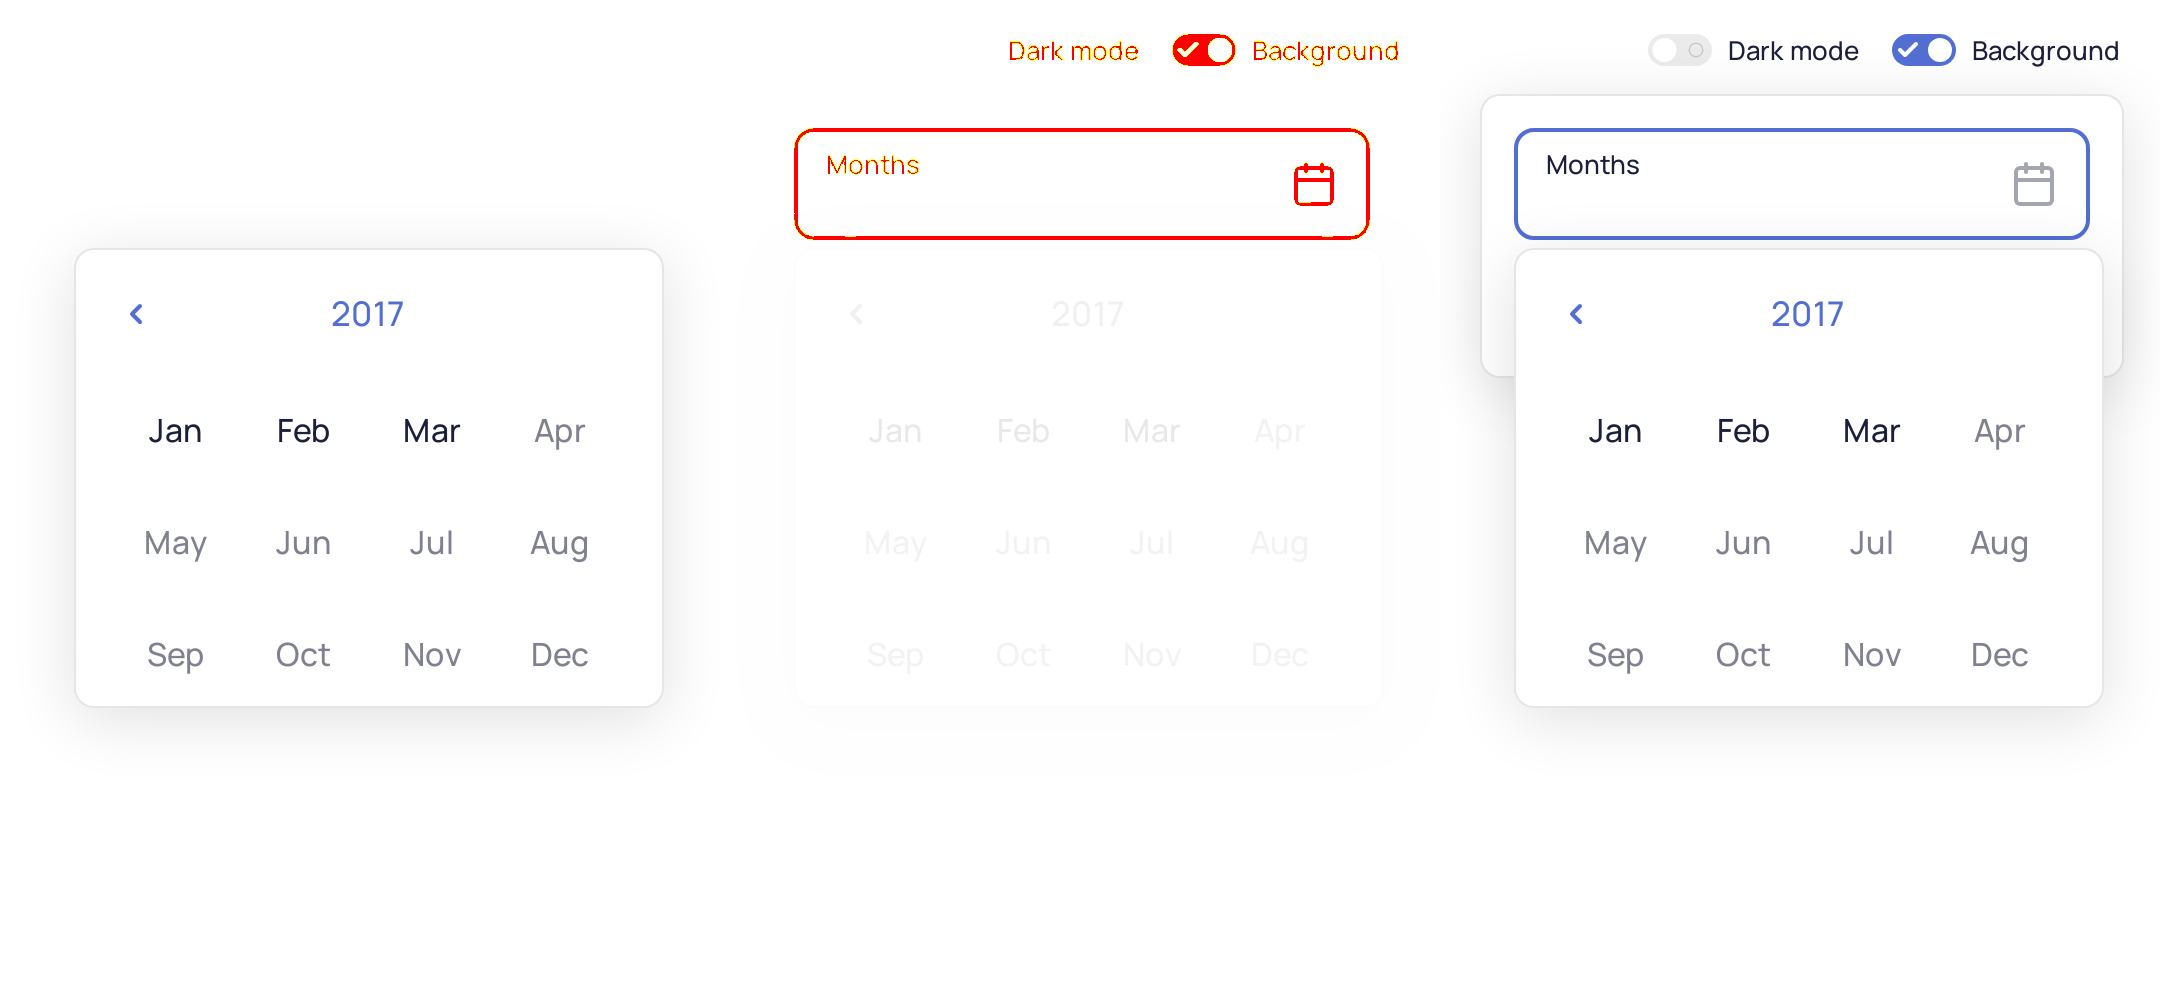 Dark mode Background Dark mode Background
Months Months
2017 2017 2017
Jan Feb Mar Apr Jan Feb Mar Apr Jan Feb Mar Apr
May Jun Jul Aug May Jun Jul Aug May Jun Jul Aug
Sep Oct Nov Dec Sep Oct Nov Dec Sep Oct Nov Dec